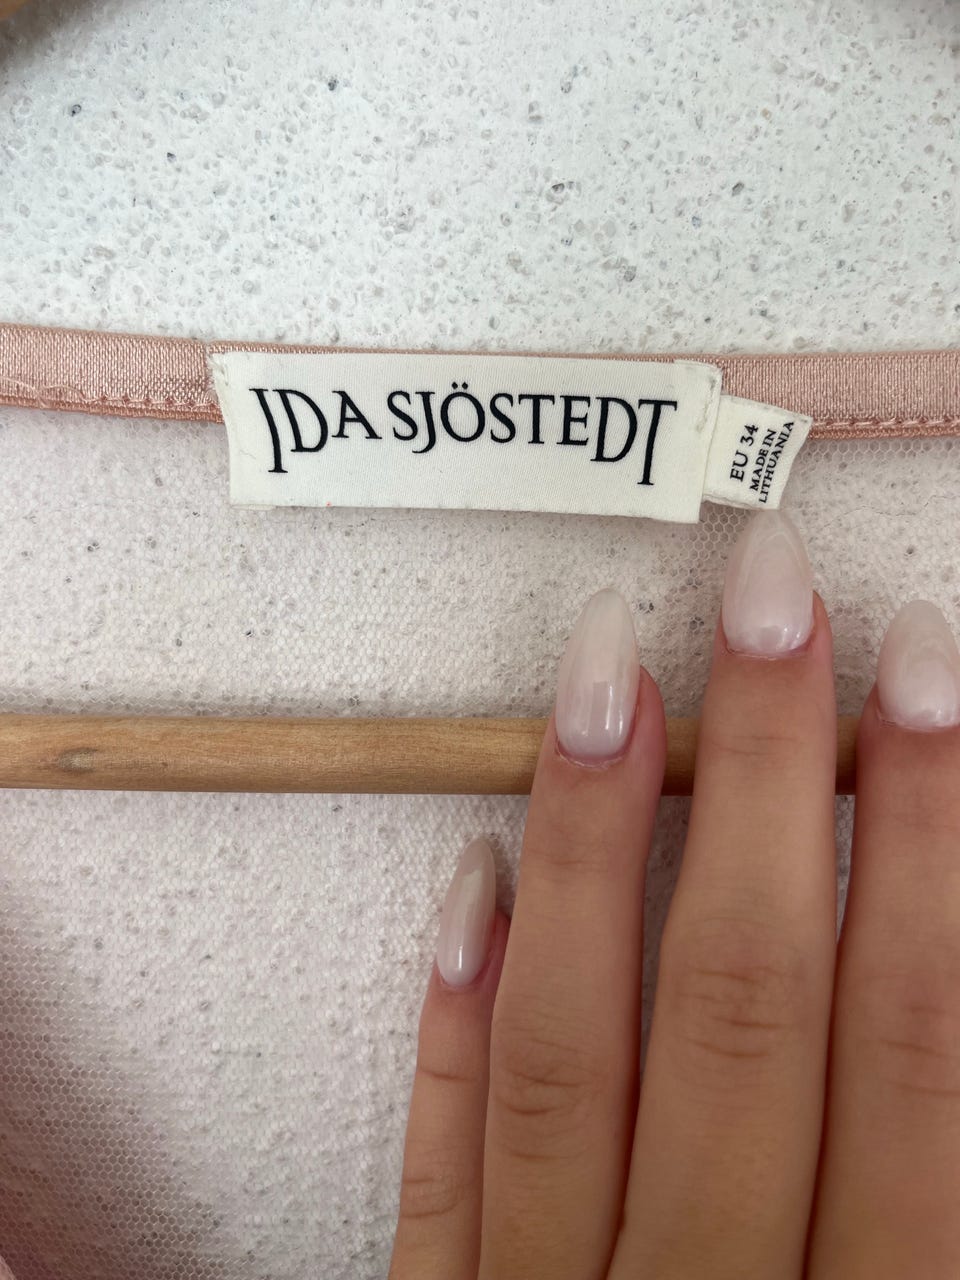 IDA SJÖSTEDT
EU 34
MADE IN
LITHUANIA